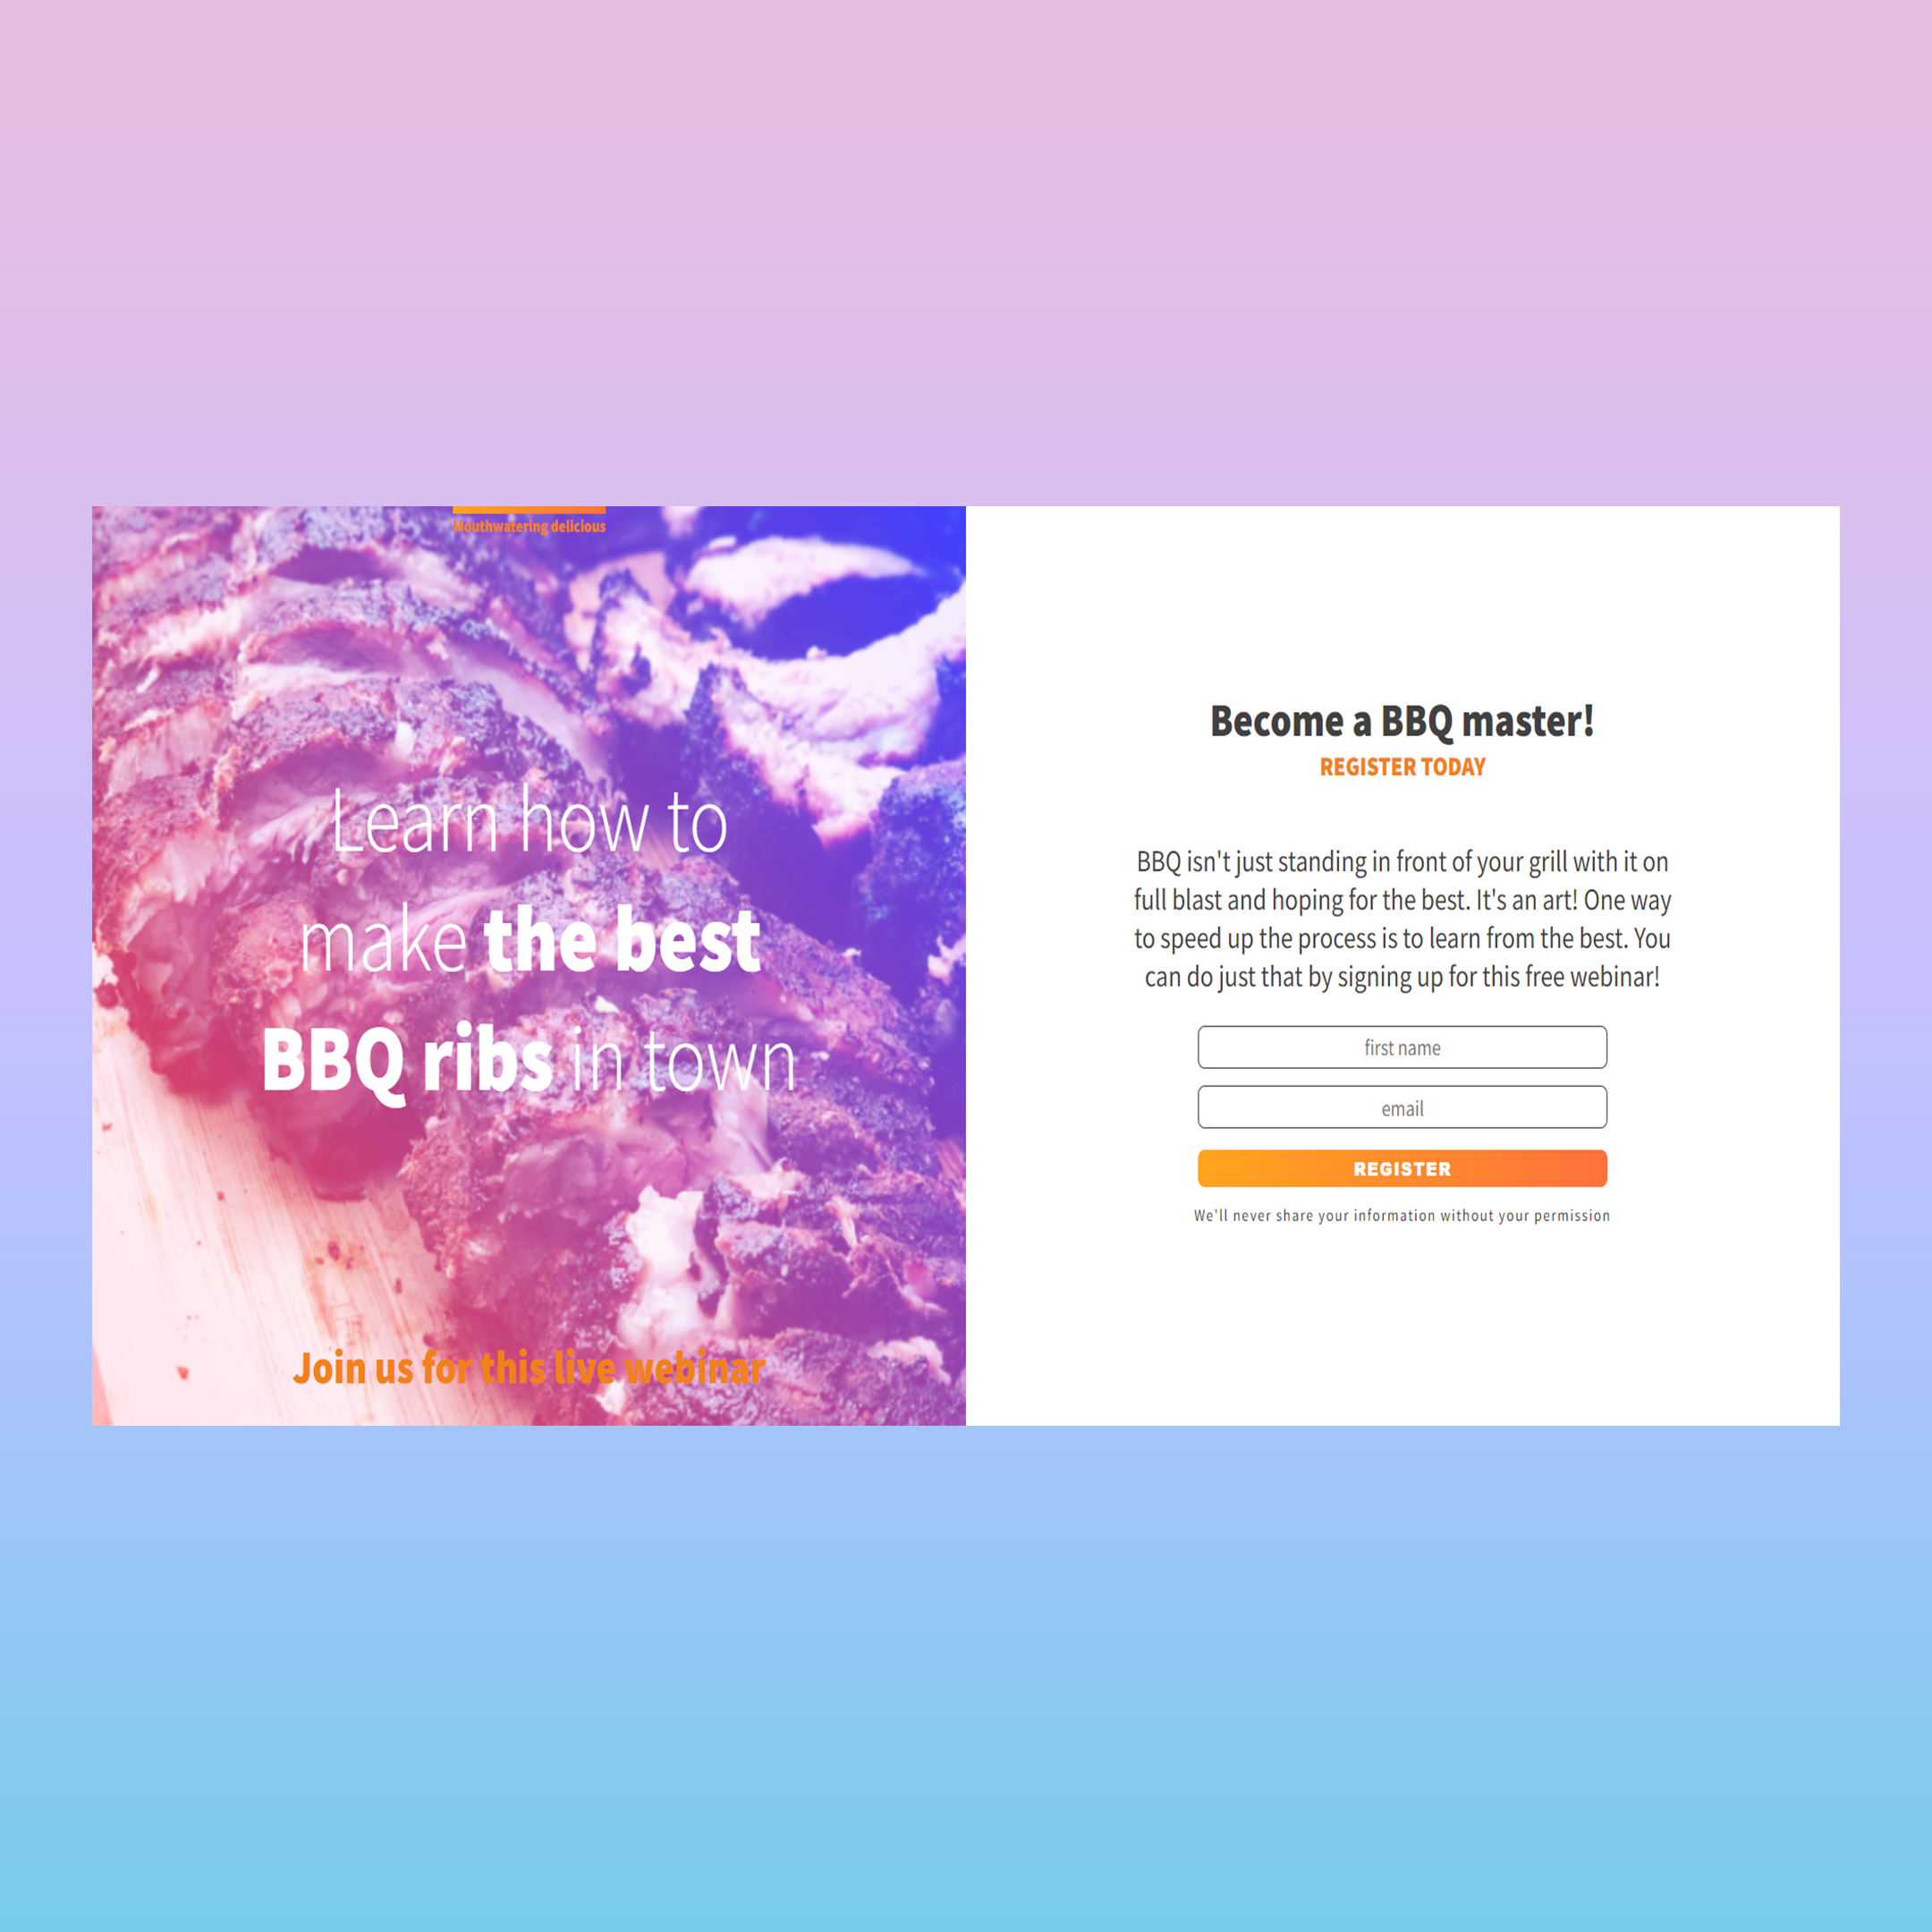 Mouthwatering delicious
Learn how to
make the best
BBQ ribs in town
Join us for this live webinar
Become a BBQ master!
REGISTER TODAY
BBQ isn't just standing in front of your grill with it on
full blast and hoping for the best. It's an art! One way
to speed up the process is to learn from the best. You
can do just that by signing up for this free webinar!
first name
email
REGISTER
We'll never share your information without your permission